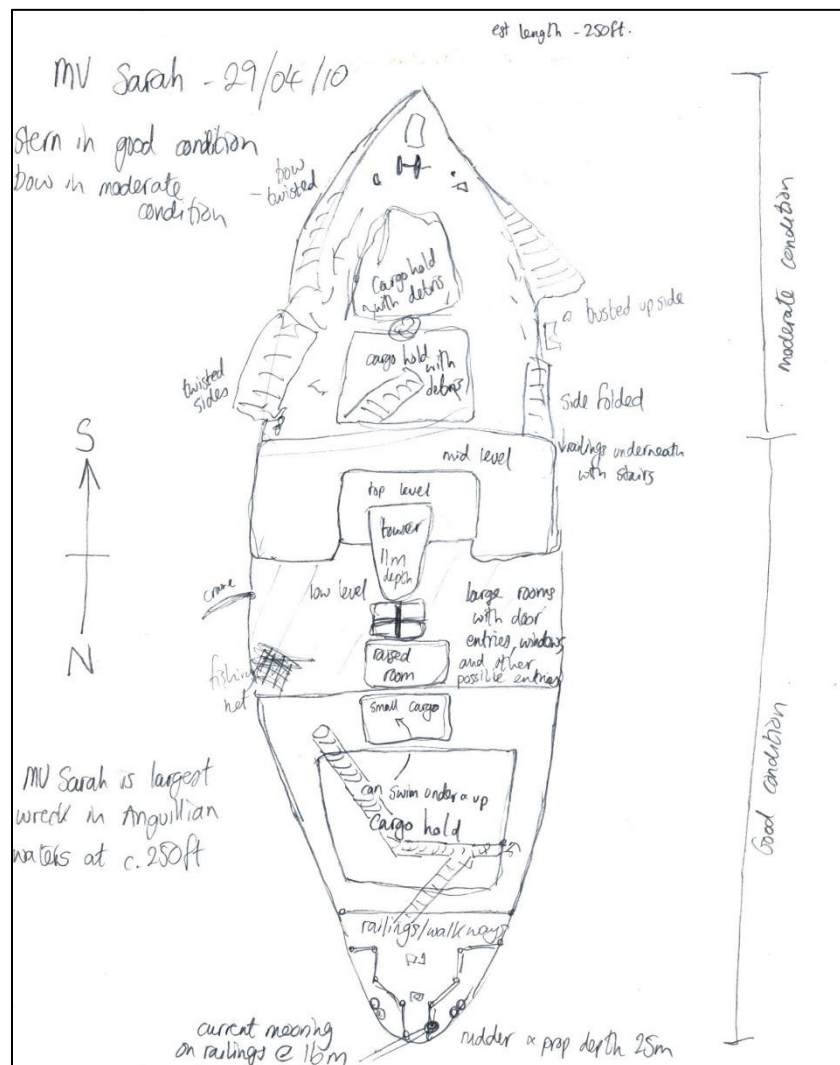 est length - 250ft.
MV Sarah - 29/04/10
stern in good condition
bow in moderate
condition
bow
- twisted
cargo hold
with debris
busted up side
moderate condition
cargo hold
with
debris
twisted
sides
side folded
S
mid level
railings underneath
with stairs
top level
tower
11m
depth
crane
low level
large rooms
with door
entries, windows,
and other
possible entries
N
raised
room
fishing
net
small cargo
can swim under & up
cargo hold
MV Sarah is largest
wreck in Anguillian
waters at c. 250ft
Good condition
railings/walkways
current mooring
on railings @ 16m
rudder & prop depth 25m